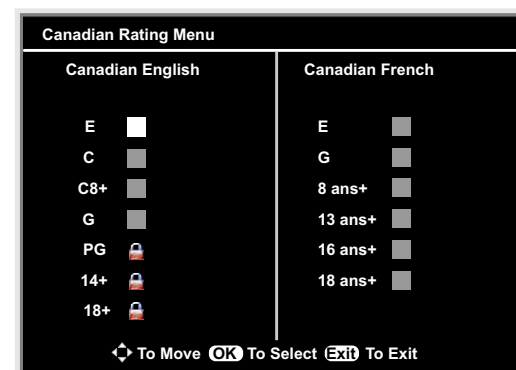 Canadian Rating Menu
Canadian English
E
C
C8+
G
PG
14+
18+
Canadian French
E
G
8 ans+
13 ans+
16 ans+
18 ans+
To Move OK To Select Exit To Exit